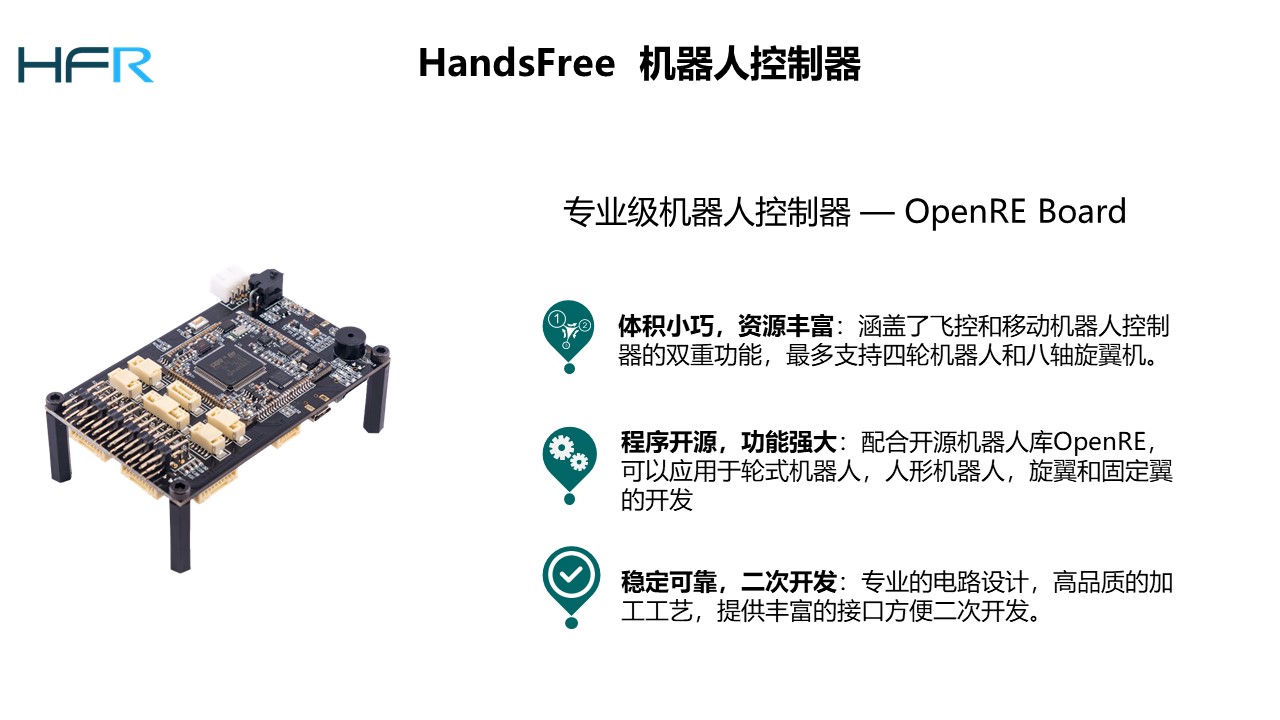 HFR
HandsFree 机器人控制器
专业级机器人控制器 — OpenRE Board
1
2
体积小巧，资源丰富：涵盖了飞控和移动机器人控制
器的双重功能，最多支持四轮机器人和八轴旋翼机。
程序开源，功能强大：配合开源机器人库OpenRE，
可以应用于轮式机器人，人形机器人，旋翼和固定翼
的开发
稳定可靠，二次开发：专业的电路设计，高品质的加
工工艺，提供丰富的接口方便二次开发。